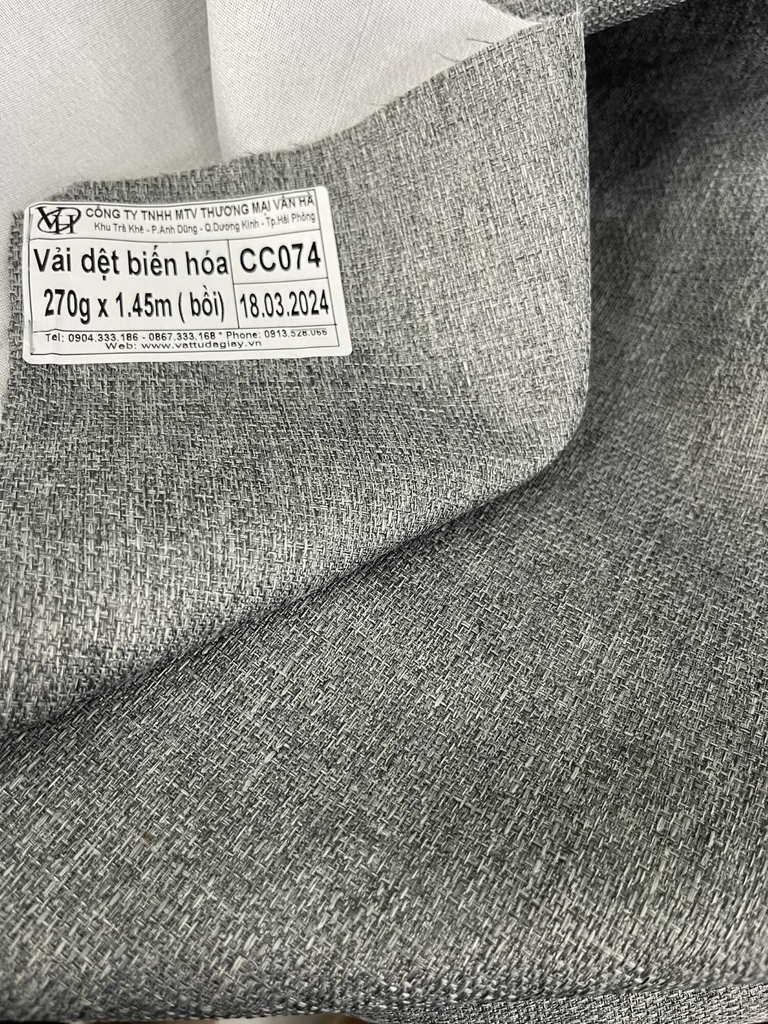 VH CÔNG TY TNHH MTV THƯƠNG MẠI VÂN HÀ
Khu Trà Khê - P.Anh Dũng - Q.Dương Kinh - Tp.Hải Phòng
Vải dệt biến hóa CC074
270g x 1.45m ( bồi) 18.03.2024
Tel: 0904.333.186 - 0867.333.168 * Phone: 0913.528.066
Web: www.vattudagiay.vn